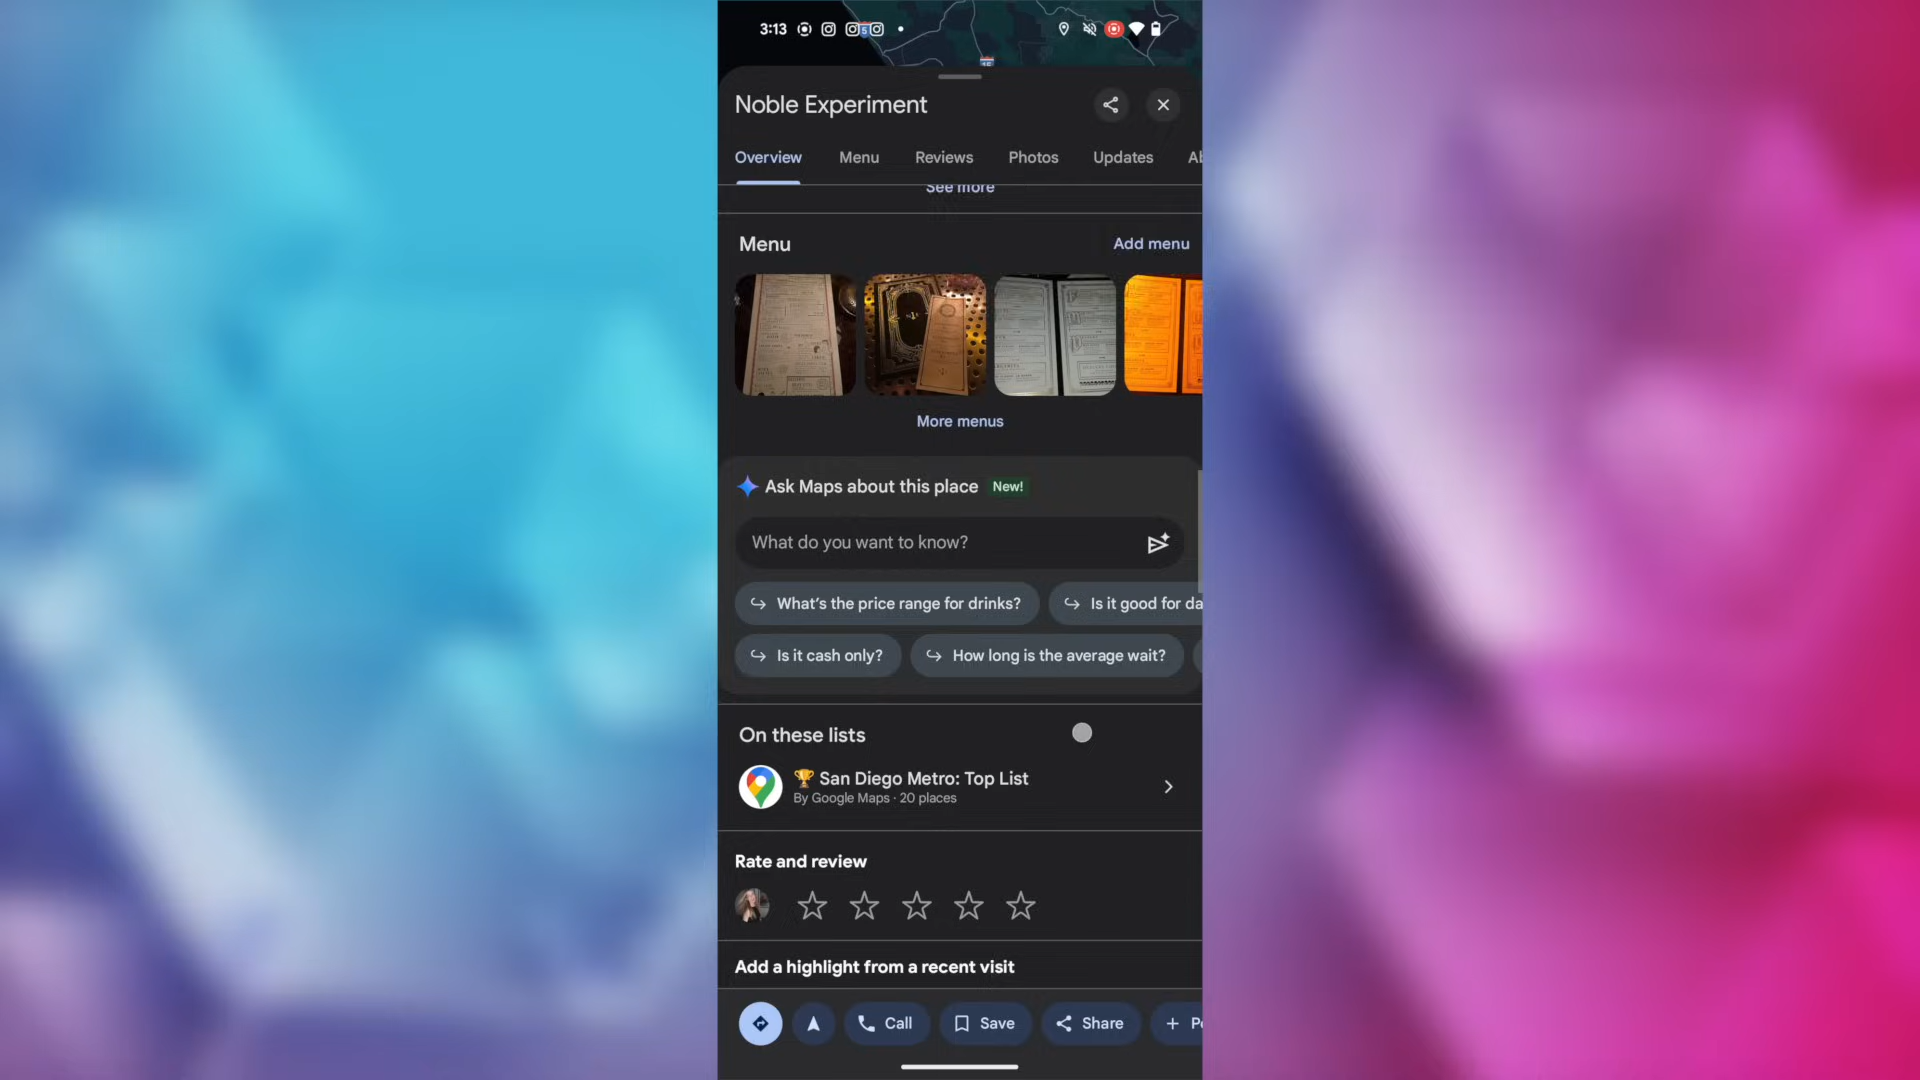 3:13
Noble Experiment
Overview Menu Reviews Photos Updates
See more
Menu Add menu
More menus
Ask Maps about this place New!
What do you want to know?
What's the price range for drinks? Is it good for da
Is it cash only? How long is the average wait?
On these lists
🏆 San Diego Metro: Top List
By Google Maps · 20 places
Rate and review
Add a highlight from a recent visit
Call Save Share